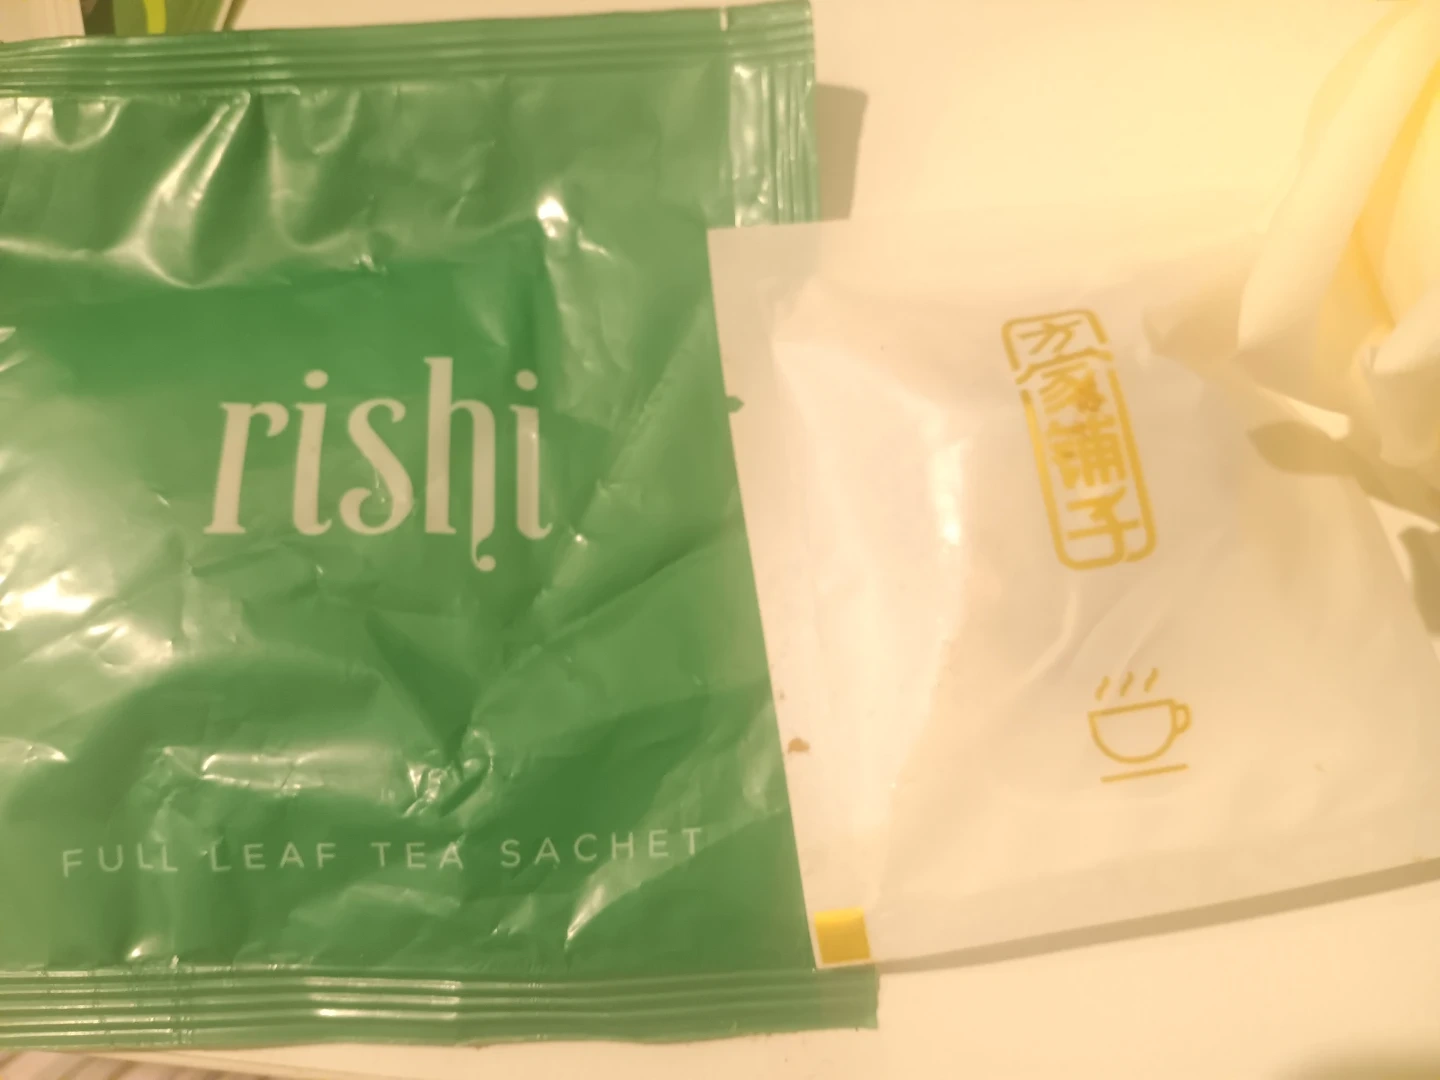 rishi
FULL LEAF TEA SACHET
方家铺子